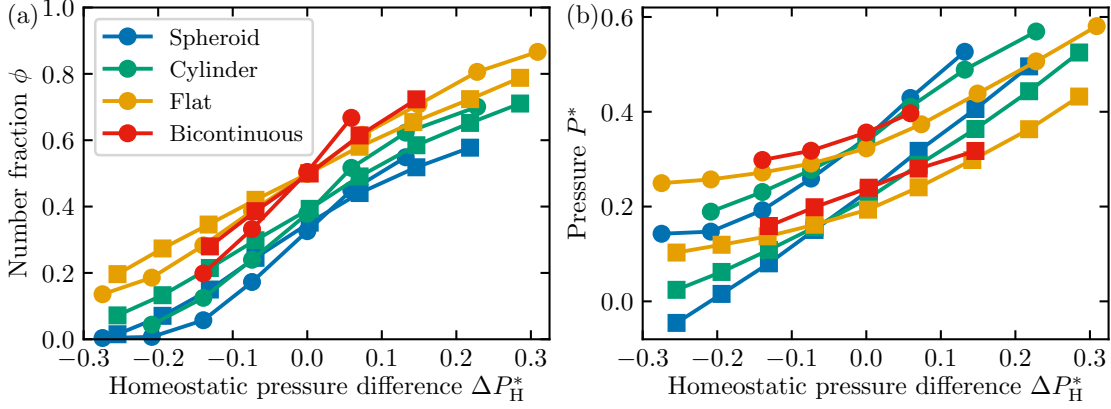 (a)
Number fraction ϕ
1.0
0.8
0.6
0.4
0.2
0.0
Spheroid
Cylinder
Flat
Bicontinuous
−0.3 −0.2 −0.1 0.0 0.1 0.2 0.3
Homeostatic pressure difference ΔP*H
(b)
Pressure P*
0.6
0.4
0.2
0.0
−0.3 −0.2 −0.1 0.0 0.1 0.2 0.3
Homeostatic pressure difference ΔP*H